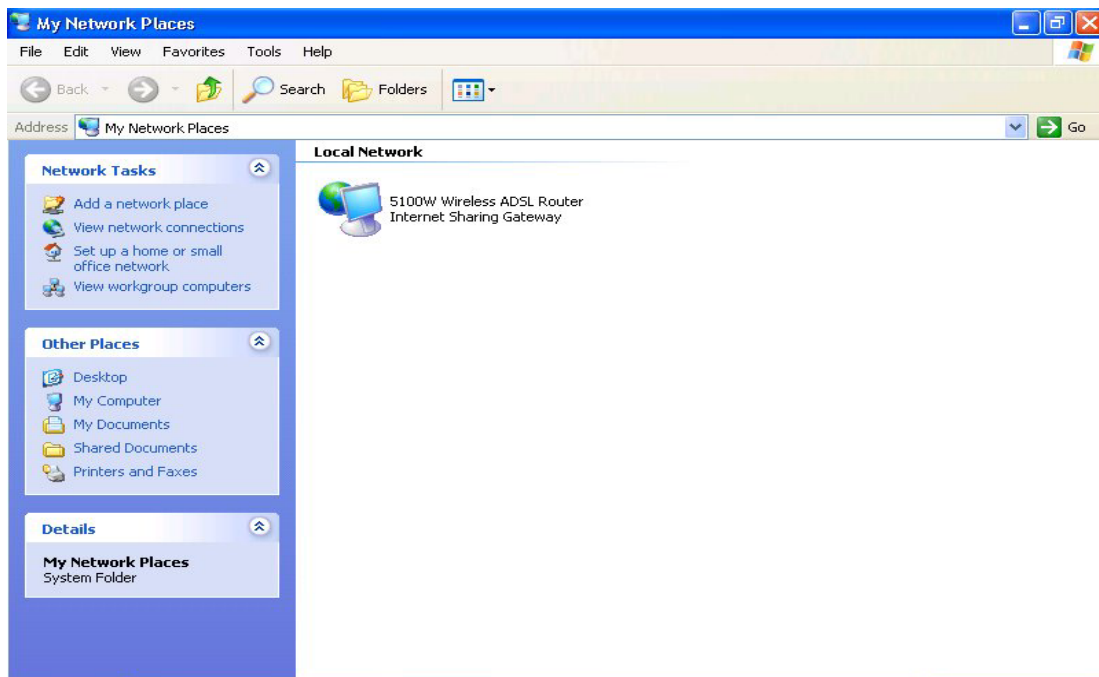 My Network Places
File Edit View Favorites Tools Help
Back Search Folders
Address My Network Places Go
Network Tasks
Add a network place
View network connections
Set up a home or small
office network
View workgroup computers
Other Places
Desktop
My Computer
My Documents
Shared Documents
Printers and Faxes
Details
My Network Places
System Folder
Local Network
5100W Wireless ADSL Router
Internet Sharing Gateway